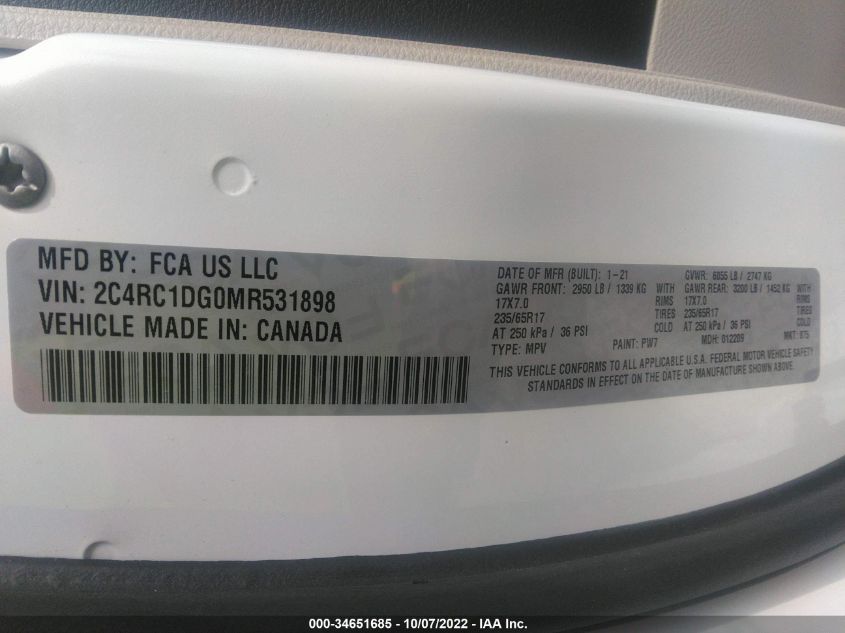 MFD BY: FCA US LLC
VIN: 2C4RC1DG0MR531898
VEHICLE MADE IN: CANADA
DATE OF MFR (BUILT): 1-21 GVWR: 6055 LB / 2747 KG
GAWR FRONT: 2950 LB / 1339 KG WITH GAWR REAR: 3200 LB / 1452 KG WITH
17X7.0 RIMS 17X7.0 RIMS
235/65R17 TIRES 235/65R17 TIRES
AT 250 kPa / 36 PSI COLD AT 250 kPa / 36 PSI COLD
TYPE: MPV PAINT: PW7 MDH: 012209 MKT: 875
THIS VEHICLE CONFORMS TO ALL APPLICABLE U.S.A. FEDERAL MOTOR VEHICLE SAFETY
STANDARDS IN EFFECT ON THE DATE OF MANUFACTURE SHOWN ABOVE.
000-34651685 - 10/07/2022 - IAA Inc.